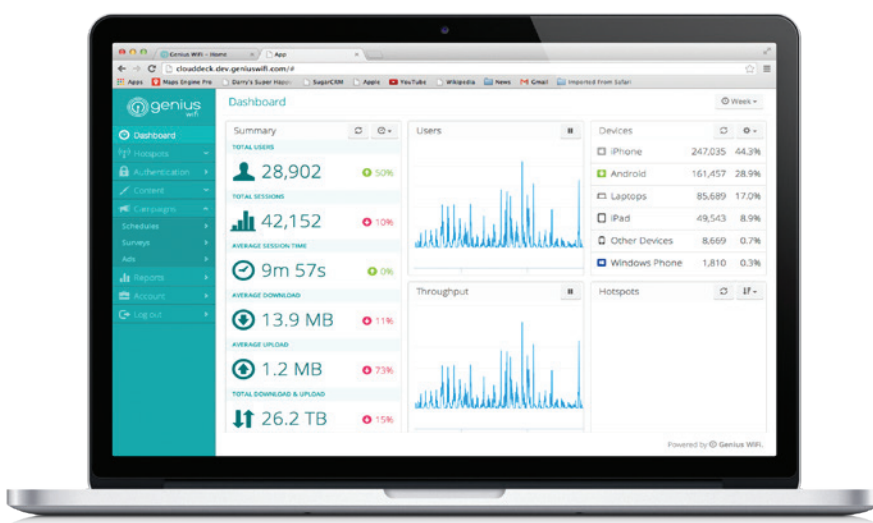 Genius WiFi - Home
App
clouddeck.dev.geniuswifi.com/#
Apps
Maps Engine Pro
SugarCRM
Apple
YouTube
Wikipedia
News
Gmail
Imported From Safari
genius
wifi
Dashboard
Hotspots
Authentication
Content
Campaigns
Schedules
Surveys
Ads
Reports
Account
Log out
Dashboard
Week
Summary
TOTAL USERS
28,902
50%
TOTAL SESSIONS
42,152
10%
AVERAGE SESSION TIME
9m 57s
0%
AVERAGE DOWNLOAD
13.9 MB
11%
AVERAGE UPLOAD
1.2 MB
73%
TOTAL DOWNLOAD & UPLOAD
26.2 TB
15%
Users
Throughput
Devices
iPhone 247,035 44.3%
Android 161,457 28.9%
Laptops 85,689 17.0%
iPad 49,543 8.9%
Other Devices 8,669 0.7%
Windows Phone 1,810 0.3%
Hotspots
Powered by Genius WiFi.